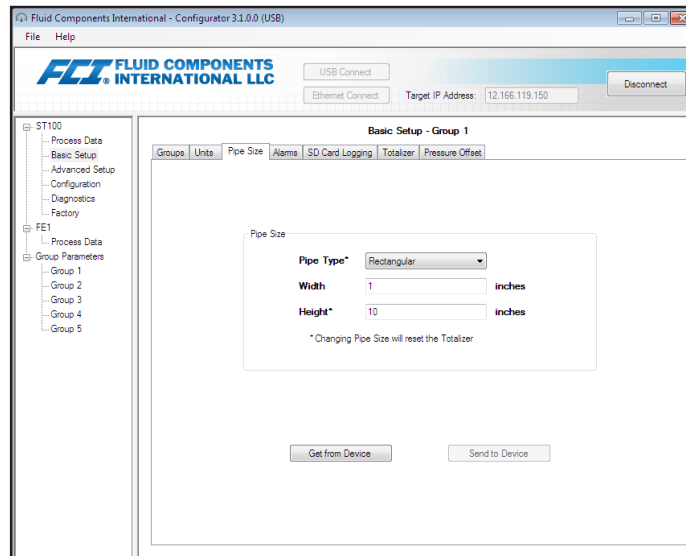 Fluid Components International - Configurator 3.1.0.0 (USB)
File Help
FCI. FLUID COMPONENTS
® INTERNATIONAL LLC
USB Connect
Ethernet Connect
Target IP Address: 12.166.119.150
Disconnect
ST100
Process Data
Basic Setup
Advanced Setup
Configuration
Diagnostics
Factory
FE1
Process Data
Group Parameters
Group 1
Group 2
Group 3
Group 4
Group 5
Basic Setup - Group 1
Groups Units Pipe Size Alarms SD Card Logging Totalizer Pressure Offset
Pipe Size
Pipe Type* Rectangular
Width 1 inches
Height* 10 inches
* Changing Pipe Size will reset the Totalizer
Get from Device Send to Device